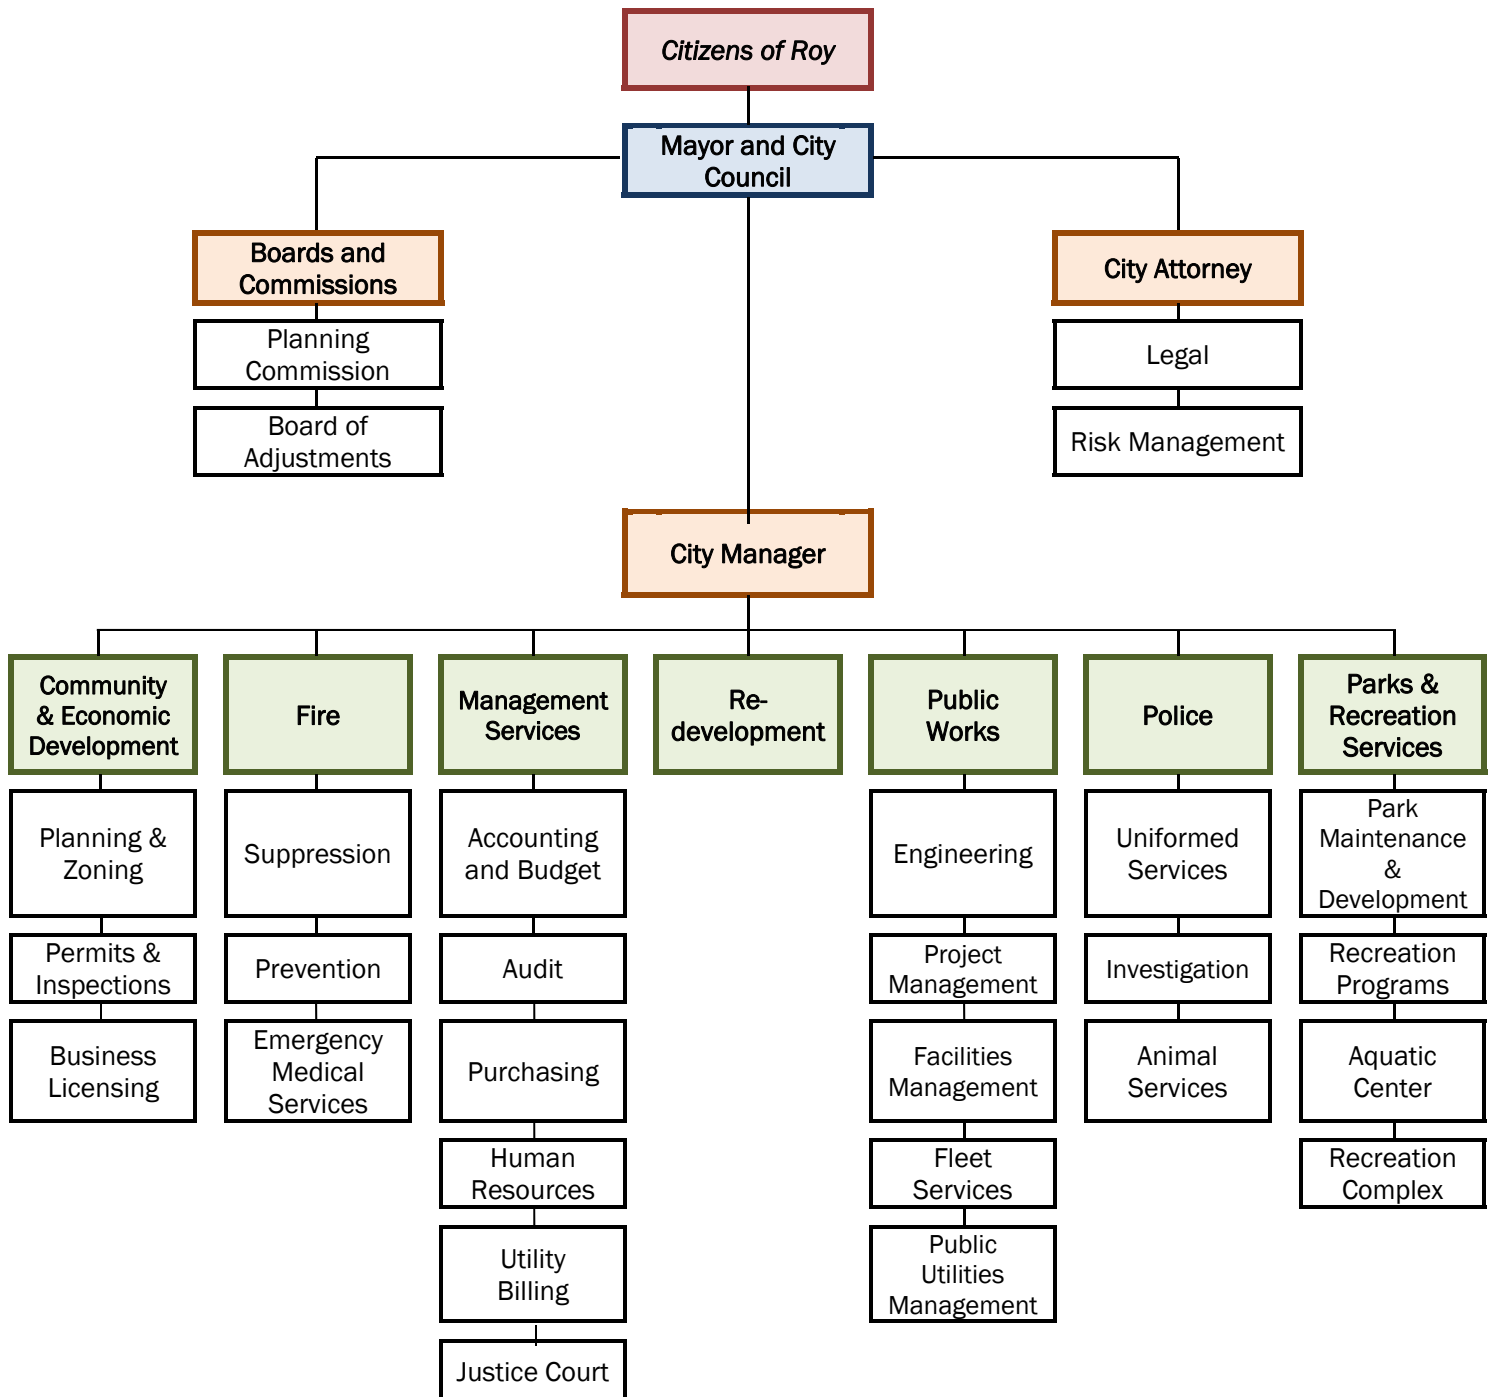 Citizens of Roy
Mayor and City
Council
Boards and
Commissions
Planning
Commission
Board of
Adjustments
City Attorney
Legal
Risk Management
City Manager
Community
& Economic
Development
Planning &
Zoning
Permits &
Inspections
Business
Licensing
Fire
Suppression
Prevention
Emergency
Medical
Services
Management
Services
Accounting
and Budget
Audit
Purchasing
Human
Resources
Utility
Billing
Justice Court
Re-
development
Public
Works
Engineering
Project
Management
Facilities
Management
Fleet
Services
Public
Utilities
Management
Police
Uniformed
Services
Investigation
Animal
Services
Parks &
Recreation
Services
Park
Maintenance
&
Development
Recreation
Programs
Aquatic
Center
Recreation
Complex